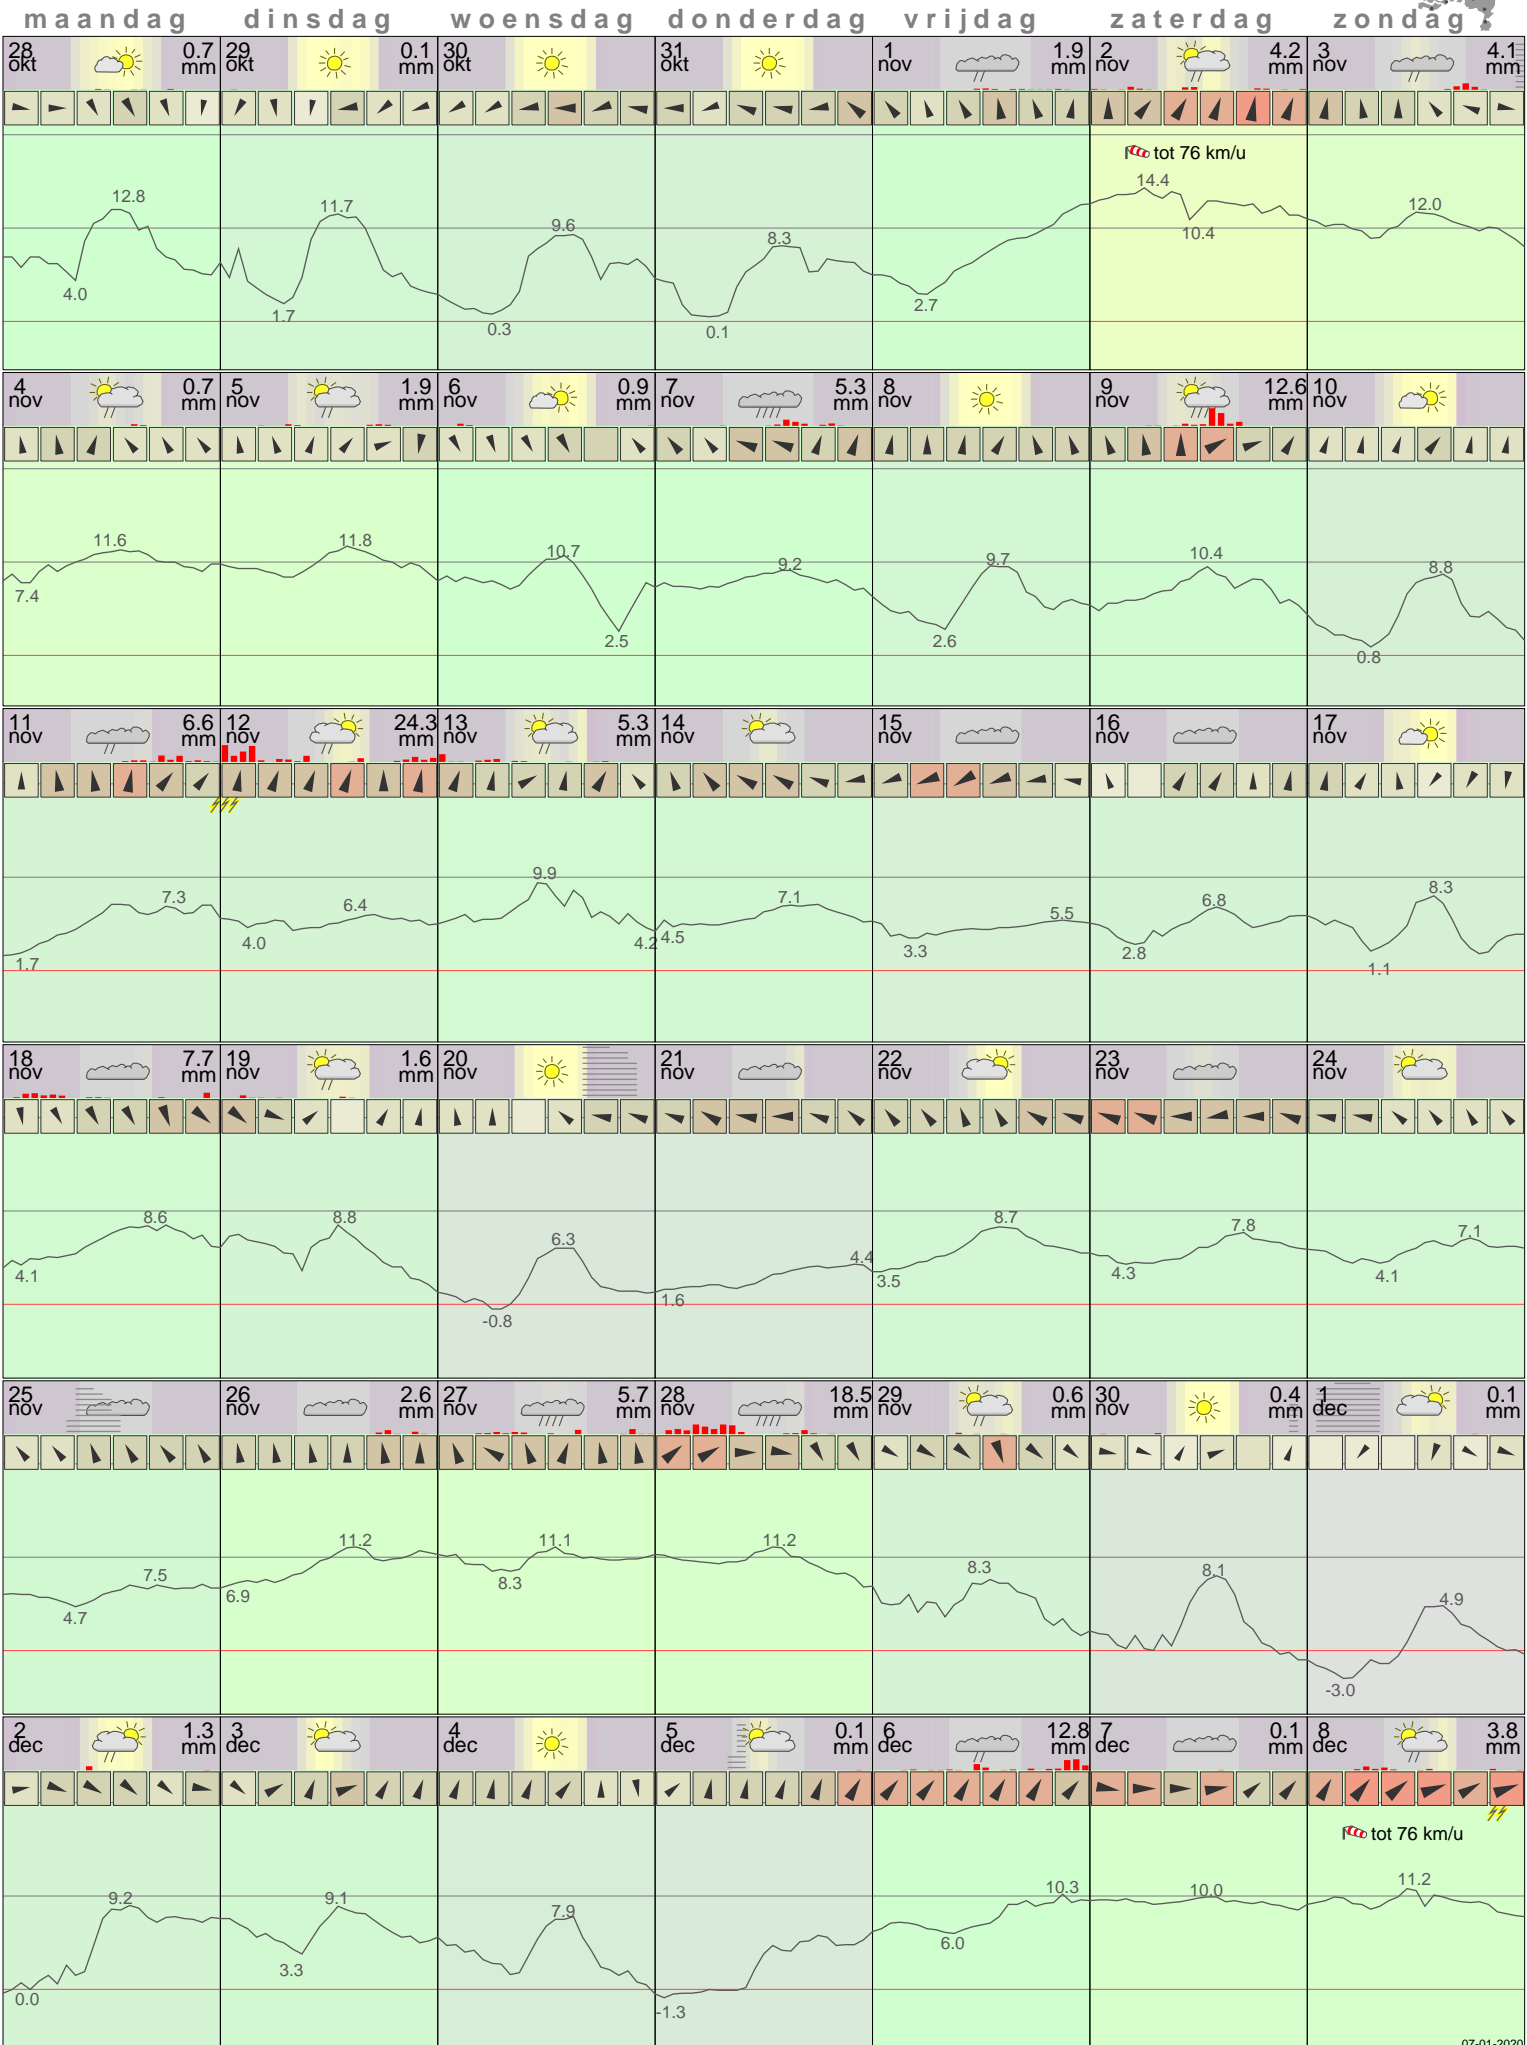 maandag dinsdag woensdag donderdag vrijdag zaterdag zondag
28 okt 0.7 mm 29 okt 0.1 mm 30 okt 31 okt 1 nov 1.9 mm 2 nov 4.2 mm 3 nov 4.1 mm
tot 76 km/u
12.8 11.7 9.6 8.3 14.4 10.4 12.0
4.0 1.7 0.3 0.1 2.7
4 nov 0.7 mm 5 nov 1.9 mm 6 nov 0.9 mm 7 nov 5.3 mm 8 nov 9 nov 12.6 mm 10 nov
11.6 11.8 10.7 9.2 9.7 10.4 8.8
7.4 2.5 2.6 0.8
11 nov 6.6 mm 12 nov 24.3 mm 13 nov 5.3 mm 14 nov 15 nov 16 nov 17 nov
7.3 6.4 9.9 7.1 5.5 6.8 8.3
1.7 4.0 4.2 4.5 3.3 2.8 1.1
18 nov 7.7 mm 19 nov 1.6 mm 20 nov 21 nov 22 nov 23 nov 24 nov
8.6 8.8 6.3 4.4 8.7 7.8 7.1
4.1 -0.8 1.6 3.5 4.3 4.1
25 nov 26 nov 2.6 mm 27 nov 5.7 mm 28 nov 18.5 mm 29 nov 0.6 mm 30 nov 0.4 mm 1 dec 0.1 mm
7.5 11.2 11.1 11.2 8.3 8.1 4.9
4.7 6.9 8.3 -3.0
2 dec 1.3 mm 3 dec 4 dec 5 dec 0.1 mm 6 dec 12.8 mm 7 dec 0.1 mm 8 dec 3.8 mm
tot 76 km/u
9.2 9.1 7.9 10.3 10.0 11.2
0.0 3.3 -1.3 6.0
07-01-2020